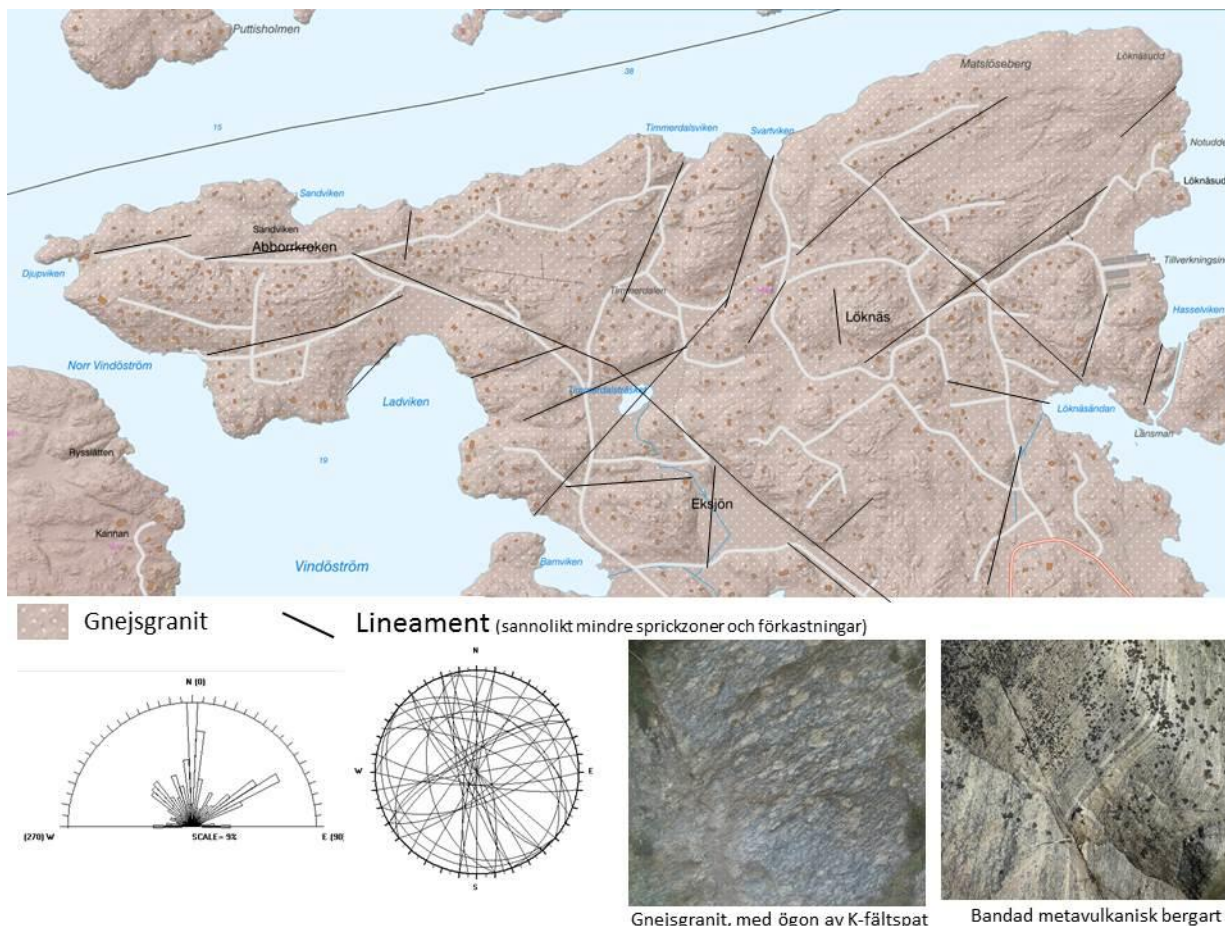 Puttisholmen
Matslöseberg
Löknäsudd
38
15
Timmerdalsviken
Svartviken
Notudde
Löknäsud
Sandviken
Sandviken
Abborrkroken
Djupviken
Timmerdalen
Tillverkningsin
Löknäs
Hasselviken
Norr Vindöström
Ladviken
Löknäsändan
Länsman
Rysslätten
19
Eksjön
Kannan
Vindöström
Barnviken
Gnejsgranit
Lineament (sannolikt mindre sprickzoner och förkastningar)
N (0)
(270) W
SCALE= 9%
E (90)
N
W
E
S
Gnejsgranit, med ögon av K-fältspat
Bandad metavulkanisk bergart